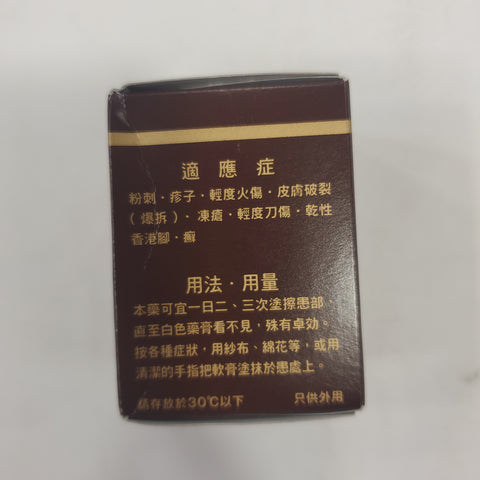 適應症
粉刺·疹子·輕度火傷·皮膚破裂
(爆拆)·凍瘡·輕度刀傷·乾性
香港腳·癬
用法·用量
本藥可宜一日二、三次塗擦患部
直至白色藥膏看不見,殊有卓効。
按各種症狀,用紗布、綿花等,或用
清潔的手指把軟膏塗抹於患處上。
儲存放於30℃以下 只供外用